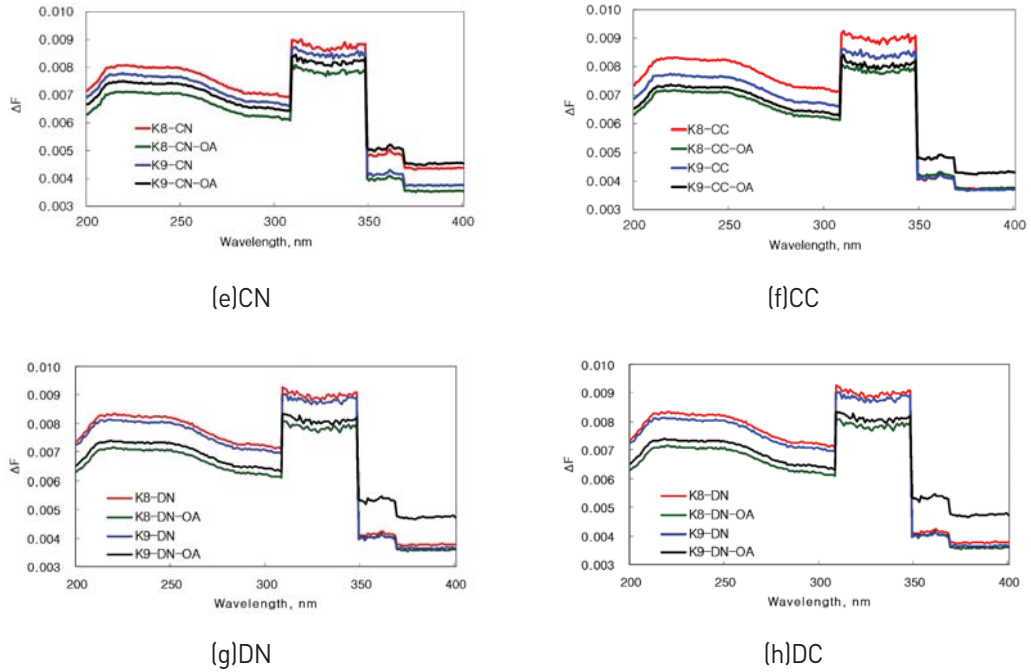 0.010
0.009
0.008
0.007
0.006
0.005
0.004
0.003
ΔF
K8-CN
K8-CN-OA
K9-CN
K9-CN-OA
200 250 300 350 400
Wavelength, nm
(e)CN
0.010
0.009
0.008
0.007
0.006
0.005
0.004
0.003
ΔF
K8-CC
K8-CC-OA
K9-CC
K9-CC-OA
200 250 300 350 400
Wavelength, nm
(f)CC
0.010
0.009
0.008
0.007
0.006
0.005
0.004
0.003
ΔF
K8-DN
K8-DN-OA
K9-DN
K9-DN-OA
200 250 300 350 400
Wavelength, nm
(g)DN
0.010
0.009
0.008
0.007
0.006
0.005
0.004
0.003
ΔF
K8-DN
K8-DN-OA
K9-DN
K9-DN-OA
200 250 300 350 400
Wavelength, nm
(h)DC